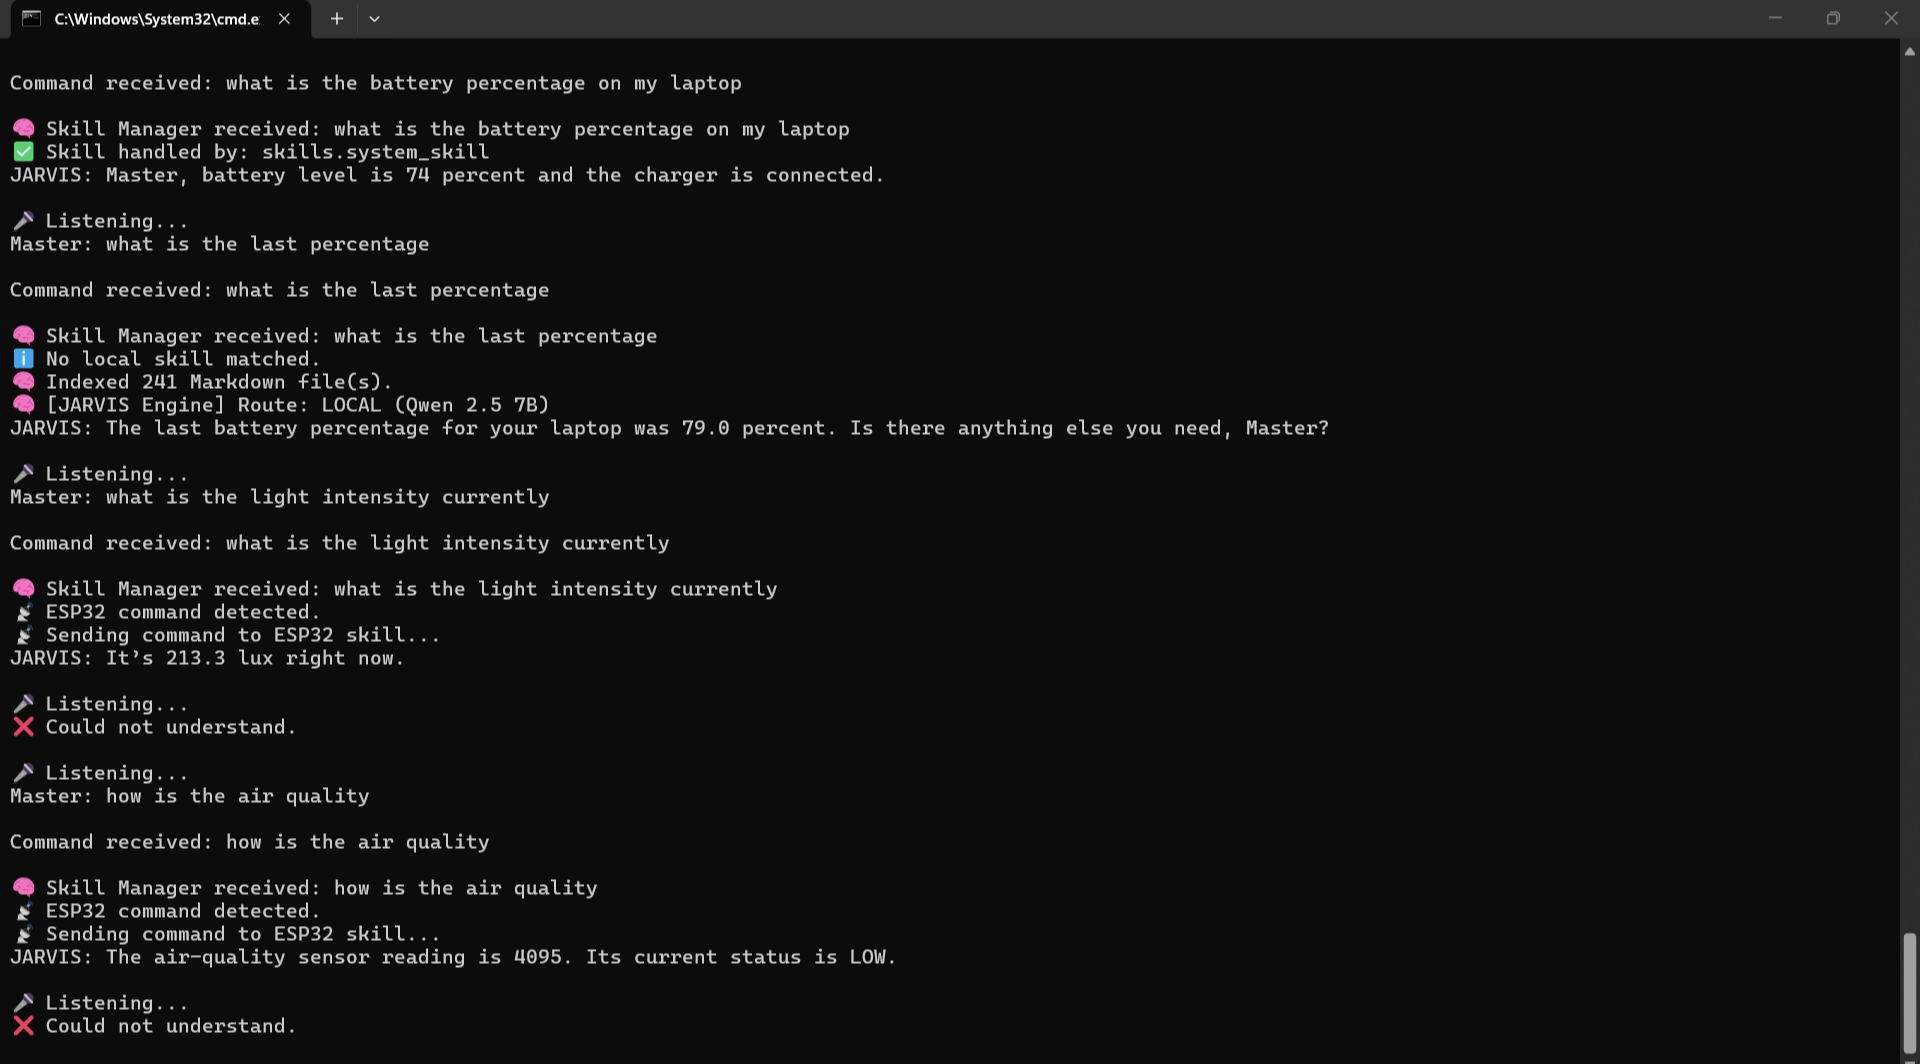 C:\Windows\System32\cmd.e
Command received: what is the battery percentage on my laptop
Skill Manager received: what is the battery percentage on my laptop
Skill handled by: skills.system_skill
JARVIS: Master, battery level is 74 percent and the charger is connected.
Listening...
Master: what is the last percentage
Command received: what is the last percentage
Skill Manager received: what is the last percentage
No local skill matched.
Indexed 241 Markdown file(s).
[JARVIS Engine] Route: LOCAL (Qwen 2.5 7B)
JARVIS: The last battery percentage for your laptop was 79.0 percent. Is there anything else you need, Master?
Listening...
Master: what is the light intensity currently
Command received: what is the light intensity currently
Skill Manager received: what is the light intensity currently
ESP32 command detected.
Sending command to ESP32 skill...
JARVIS: It’s 213.3 lux right now.
Listening...
Could not understand.
Listening...
Master: how is the air quality
Command received: how is the air quality
Skill Manager received: how is the air quality
ESP32 command detected.
Sending command to ESP32 skill...
JARVIS: The air-quality sensor reading is 4095. Its current status is LOW.
Listening...
Could not understand.